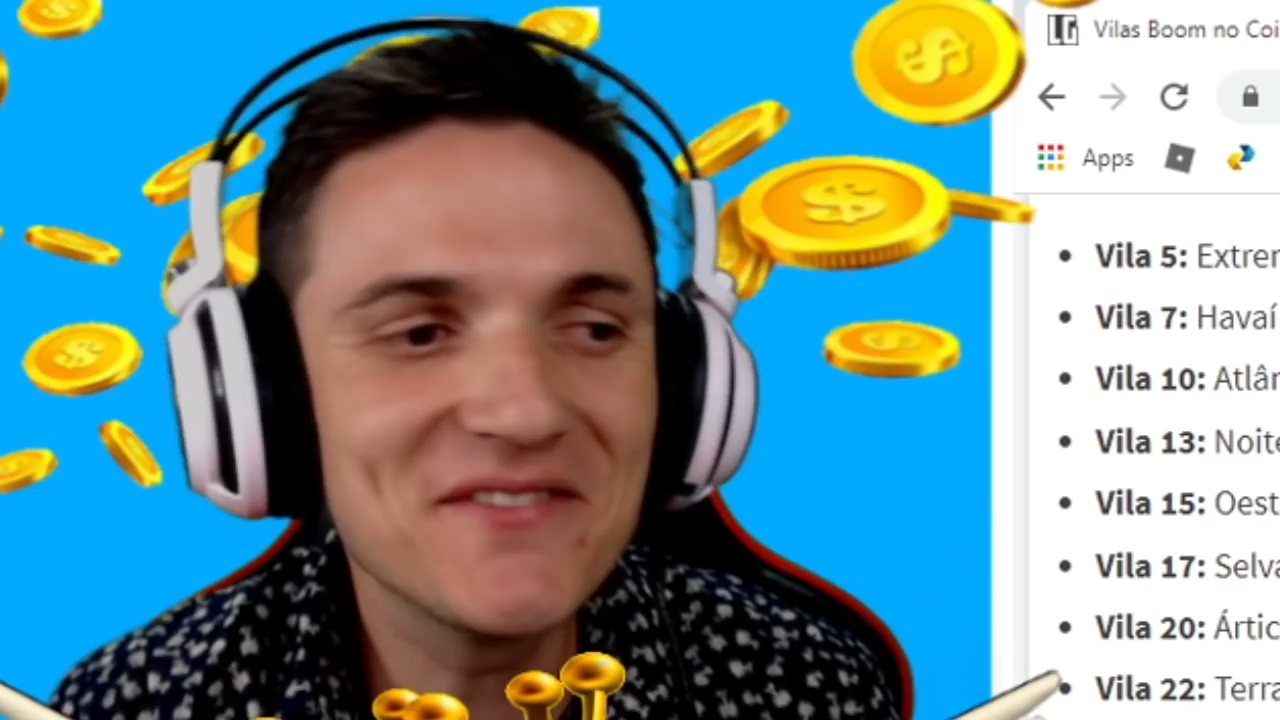 Vilas Boom no Coi
Apps
Vila 5: Extrer
Vila 7: Havaí
Vila 10: Atlân
Vila 13: Noite
Vila 15: Oest
Vila 17: Selva
Vila 20: Ártic
Vila 22: Terra